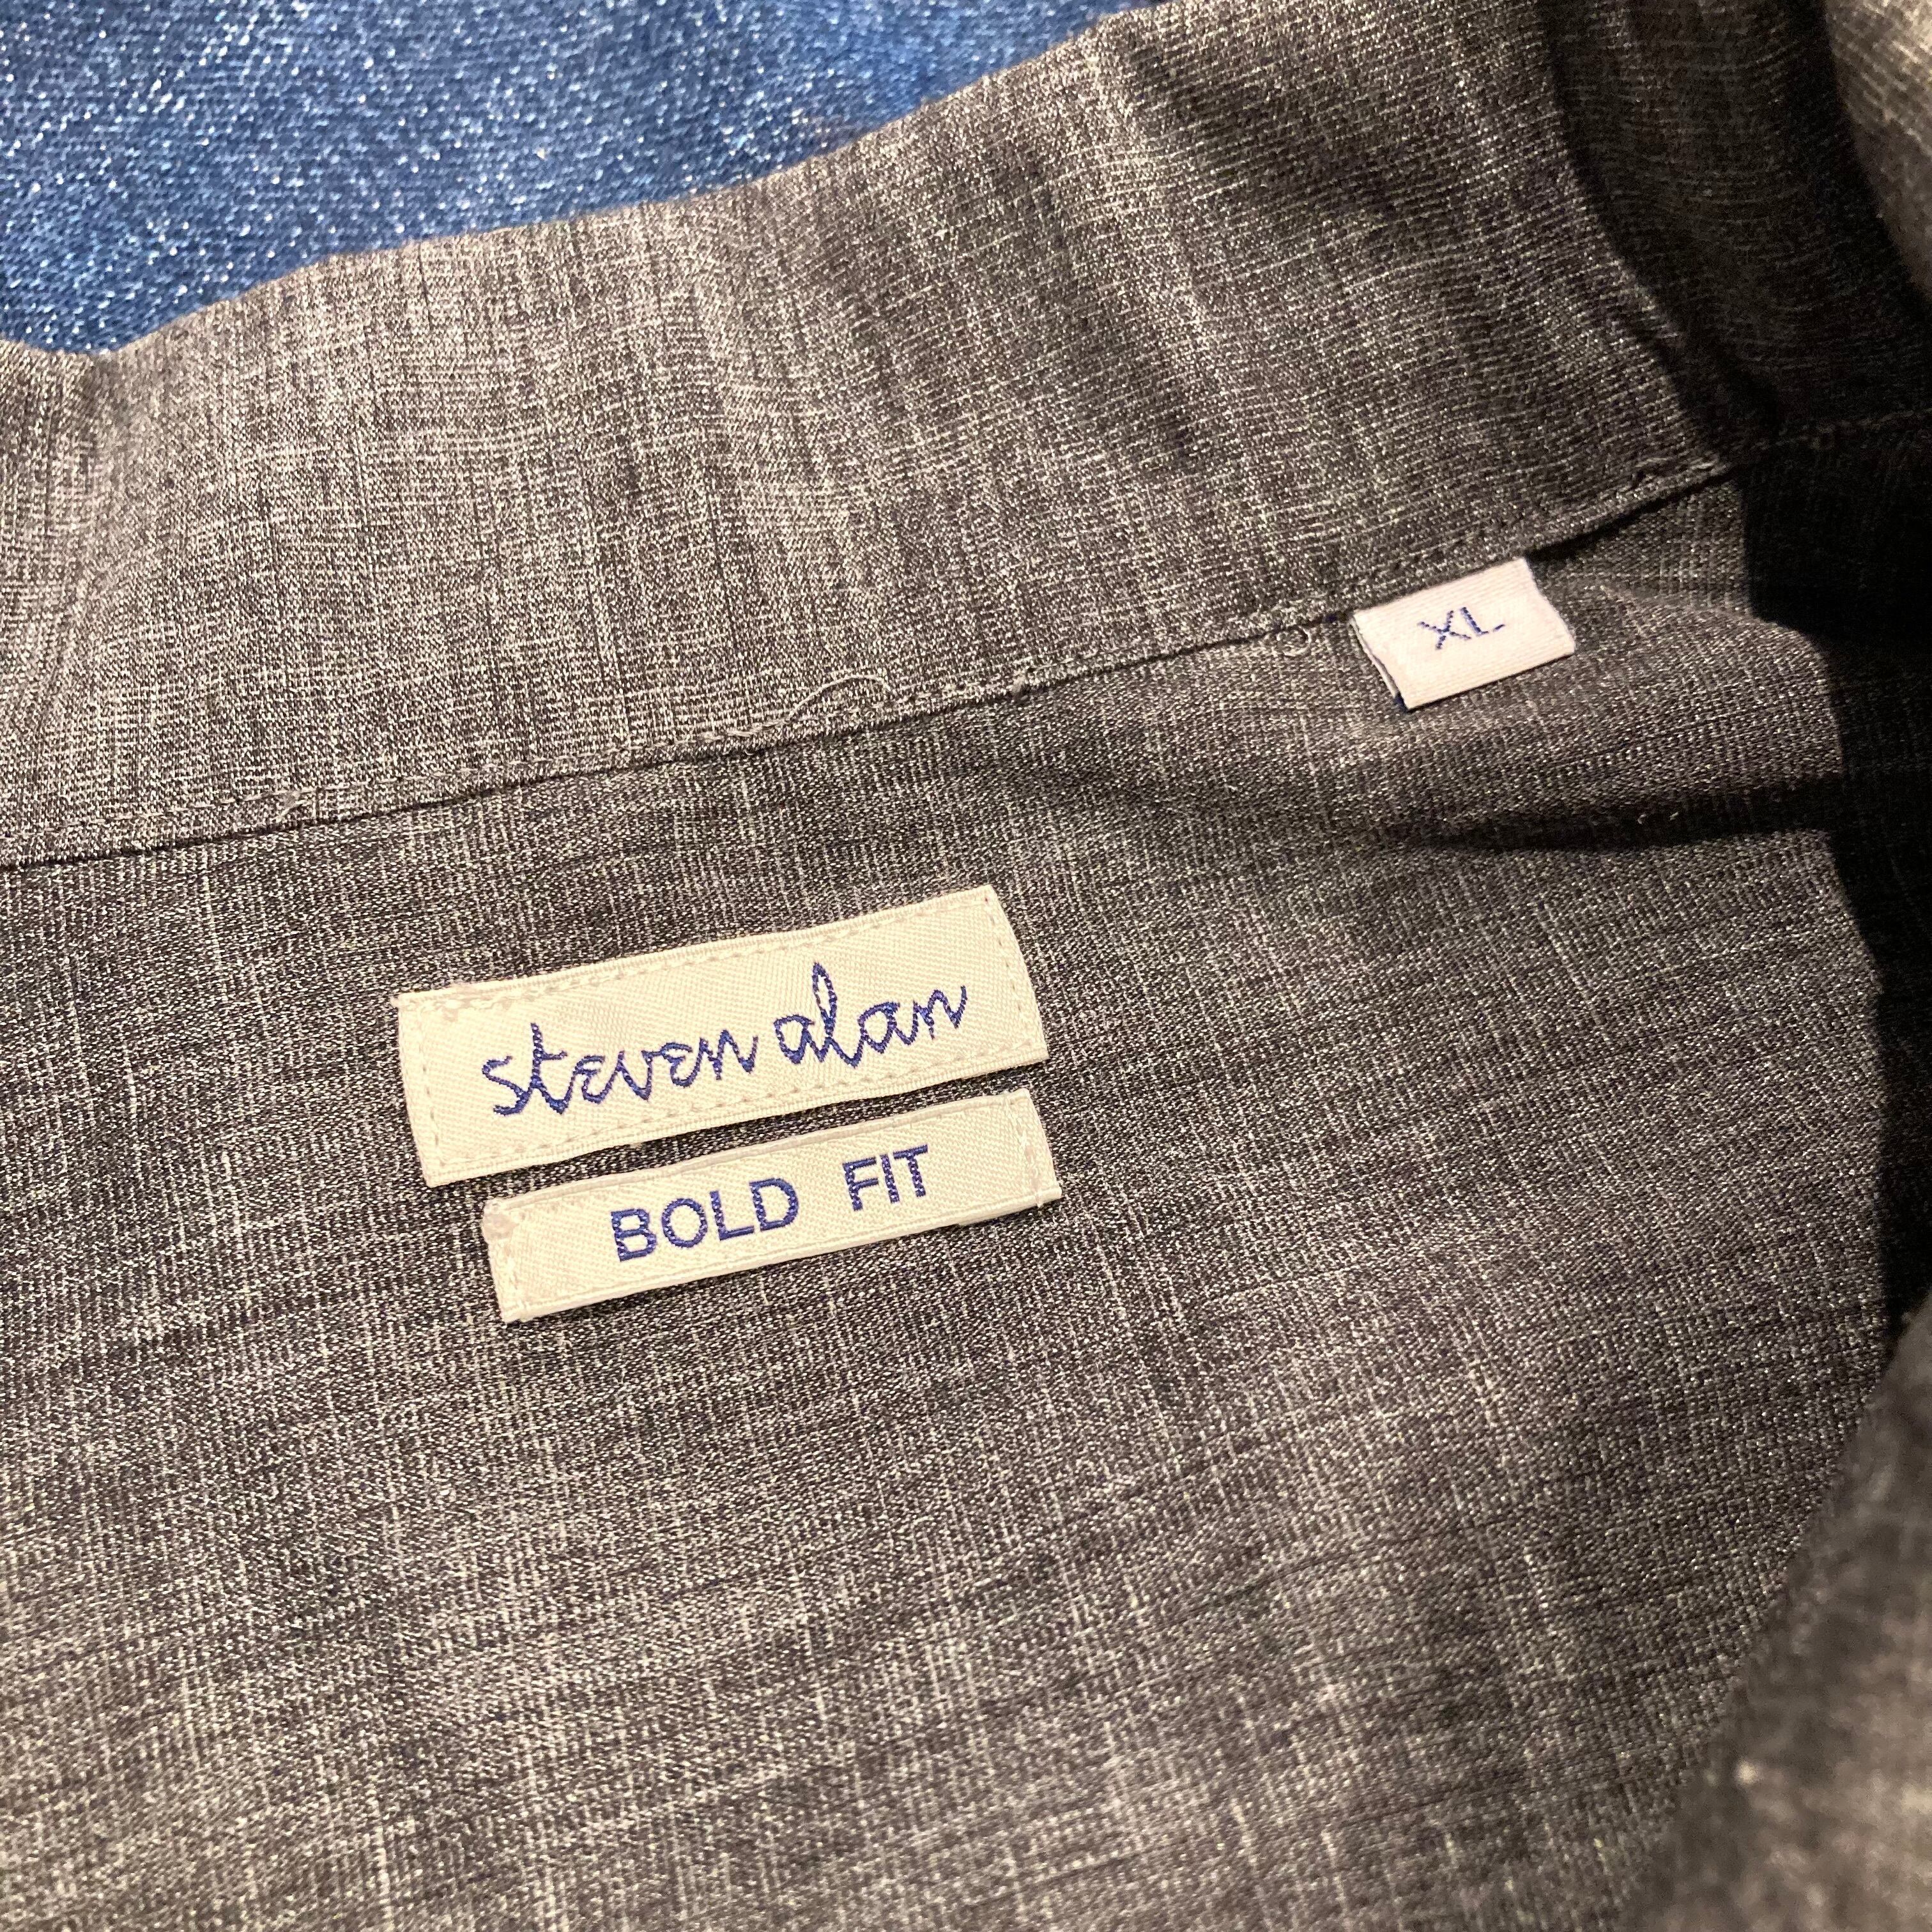 XL
steven alan
BOLD FIT